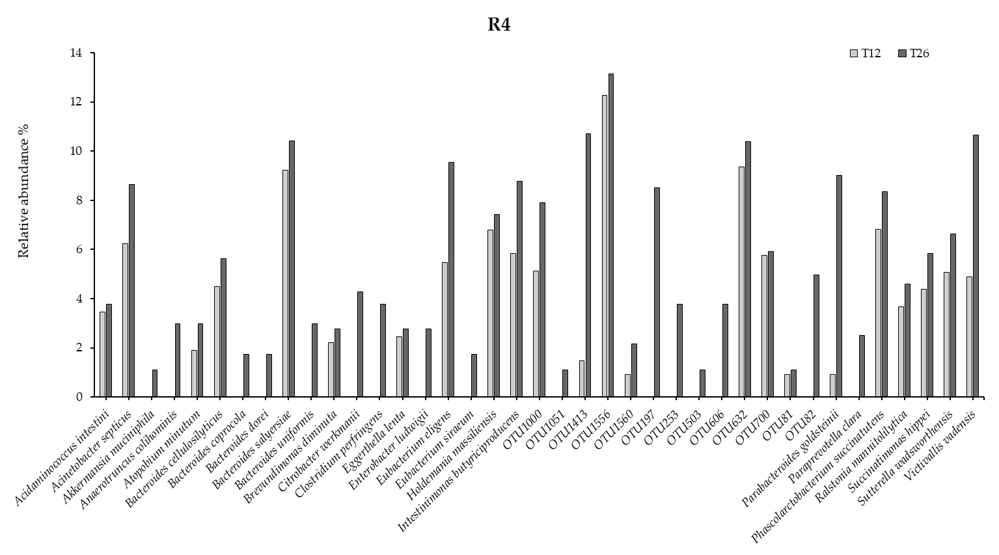 R4
T12
T26
Relative abundance %
14
12
10
8
6
4
2
0
Acidaminococcus intestini
Acinetobacter septicus
Akkermansia muciniphila
Anaerotruncus colihominis
Atopobium minutum
Bacteroides cellulosilyticus
Bacteroides coprocola
Bacteroides dorei
Bacteroides salyersiae
Bacteroides uniformis
Brevundimonas diminuta
Citrobacter werkmanii
Clostridium perfringens
Eggerthella lenta
Enterobacter ludwigii
Eubacterium eligens
Eubacterium siraeum
Holdemania massiliensis
Intestinimonas butyriciproducens
OTU1000
OTU1051
OTU1413
OTU1556
OTU1560
OTU197
OTU253
OTU503
OTU606
OTU632
OTU700
OTU81
OTU82
Parabacteroides goldsteinii
Paraprevotella clara
Phascolarctobacterium succinatutens
Ralstonia mannitolilytica
Succinatimonas hippei
Sutterella wadsworthensis
Victivallis vadensis